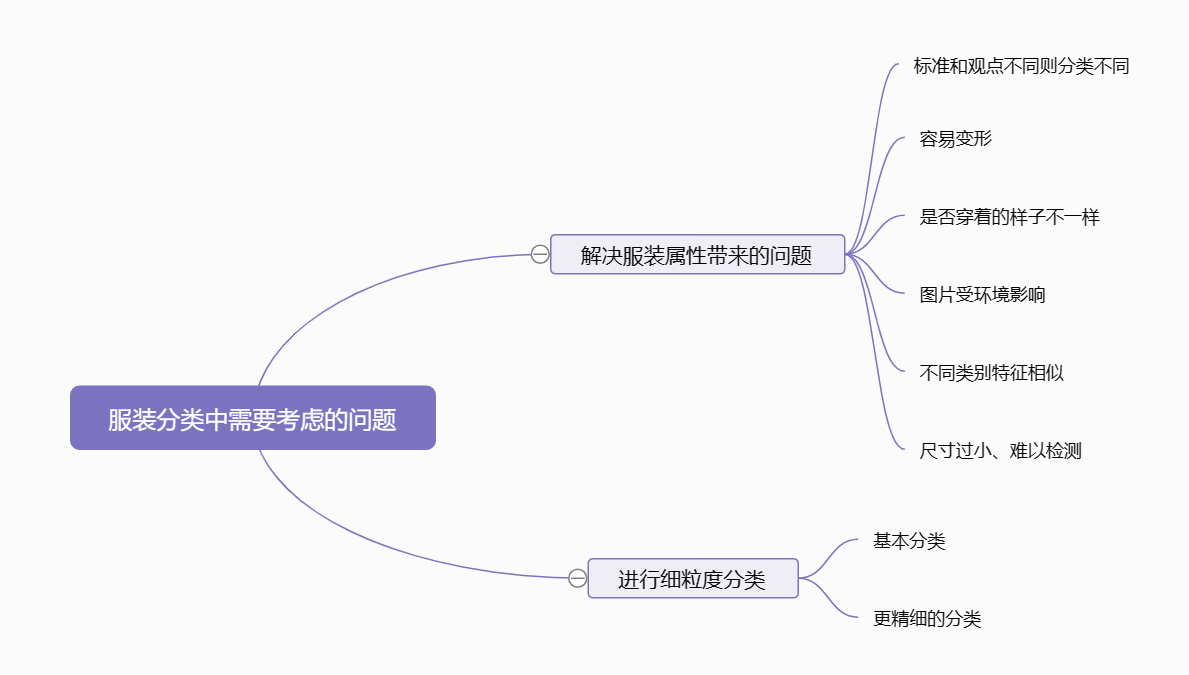 服装分类中需要考虑的问题
解决服装属性带来的问题
标准和观点不同则分类不同
容易变形
是否穿着的样子不一样
图片受环境影响
不同类别特征相似
尺寸过小、难以检测
进行细粒度分类
基本分类
更精细的分类